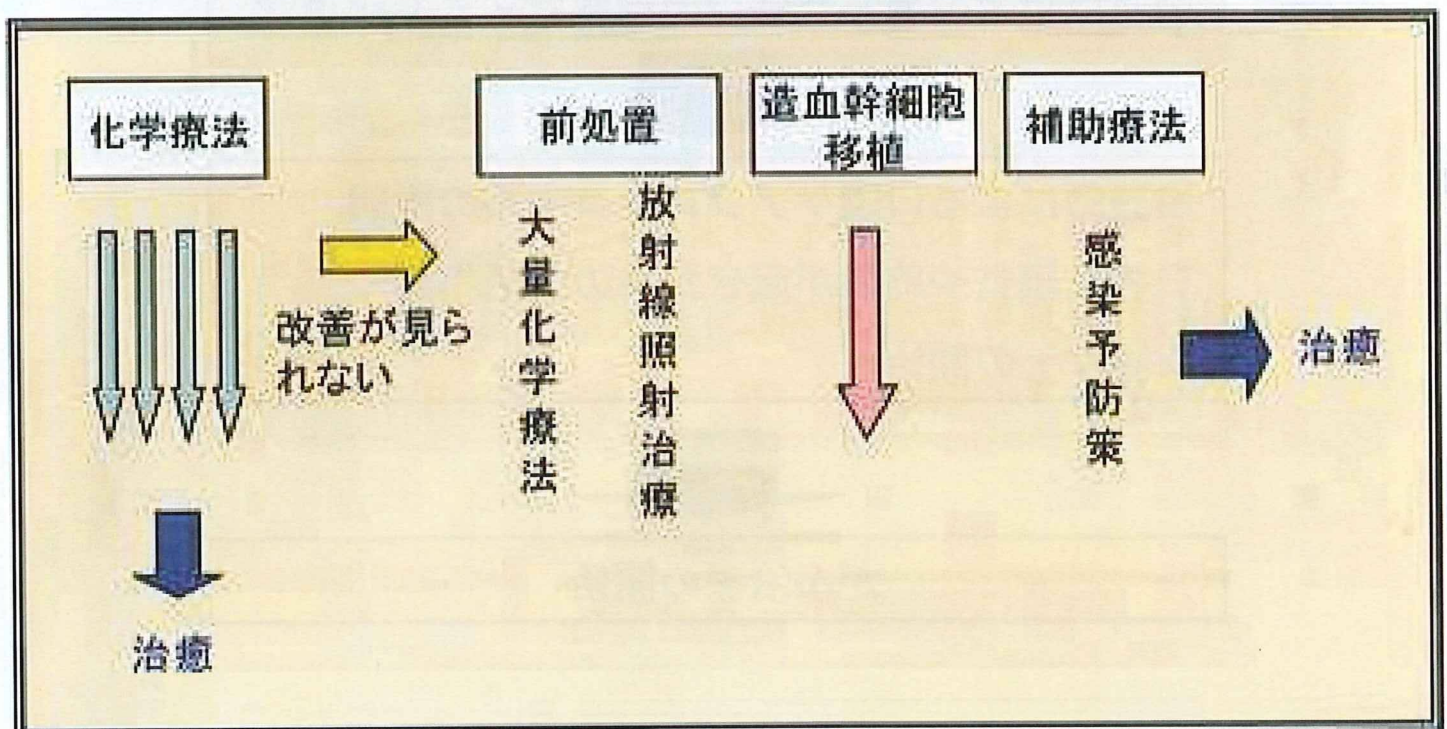 化学療法
前処置
造血幹細胞
移植
補助療法
改善が見ら
れない
大量化学療法
放射線照射治療
感染予防策
治癒
治癒